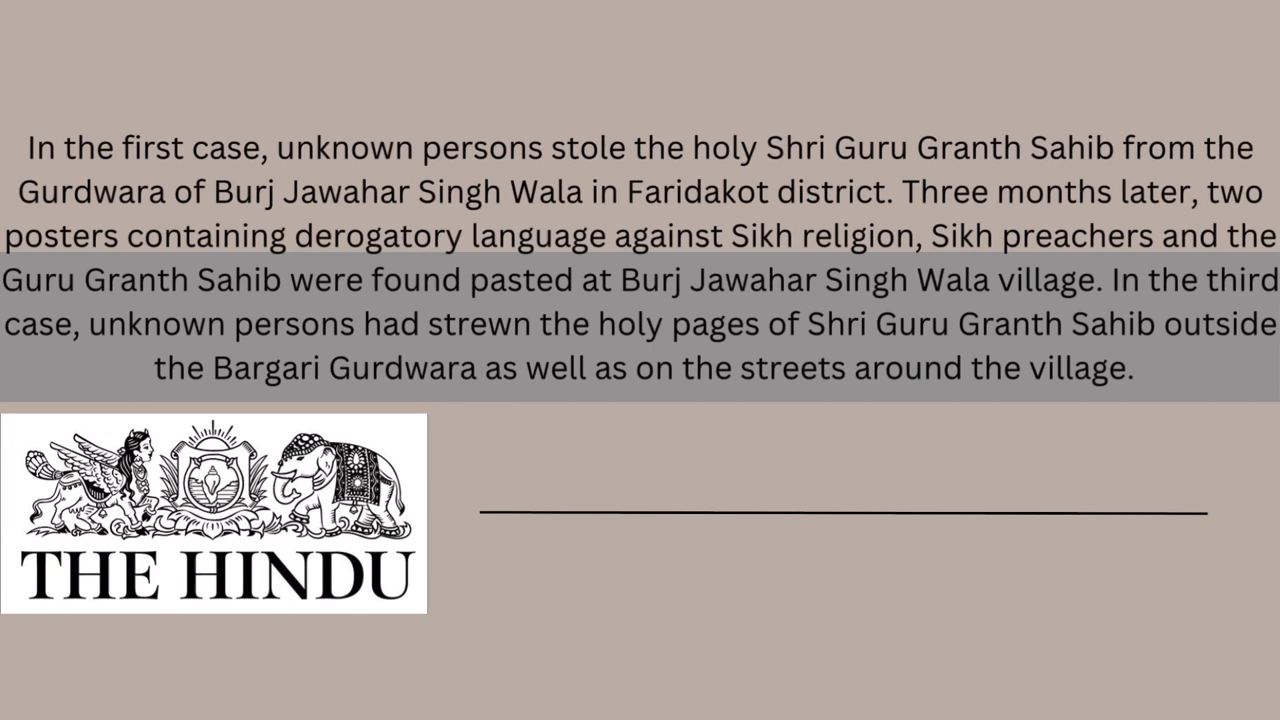 In the first case, unknown persons stole the holy Shri Guru Granth Sahib from the
Gurdwara of Burj Jawahar Singh Wala in Faridakot district. Three months later, two
posters containing derogatory language against Sikh religion, Sikh preachers and the
Guru Granth Sahib were found pasted at Burj Jawahar Singh Wala village. In the third
case, unknown persons had strewn the holy pages of Shri Guru Granth Sahib outside
the Bargari Gurdwara as well as on the streets around the village.
THE HINDU